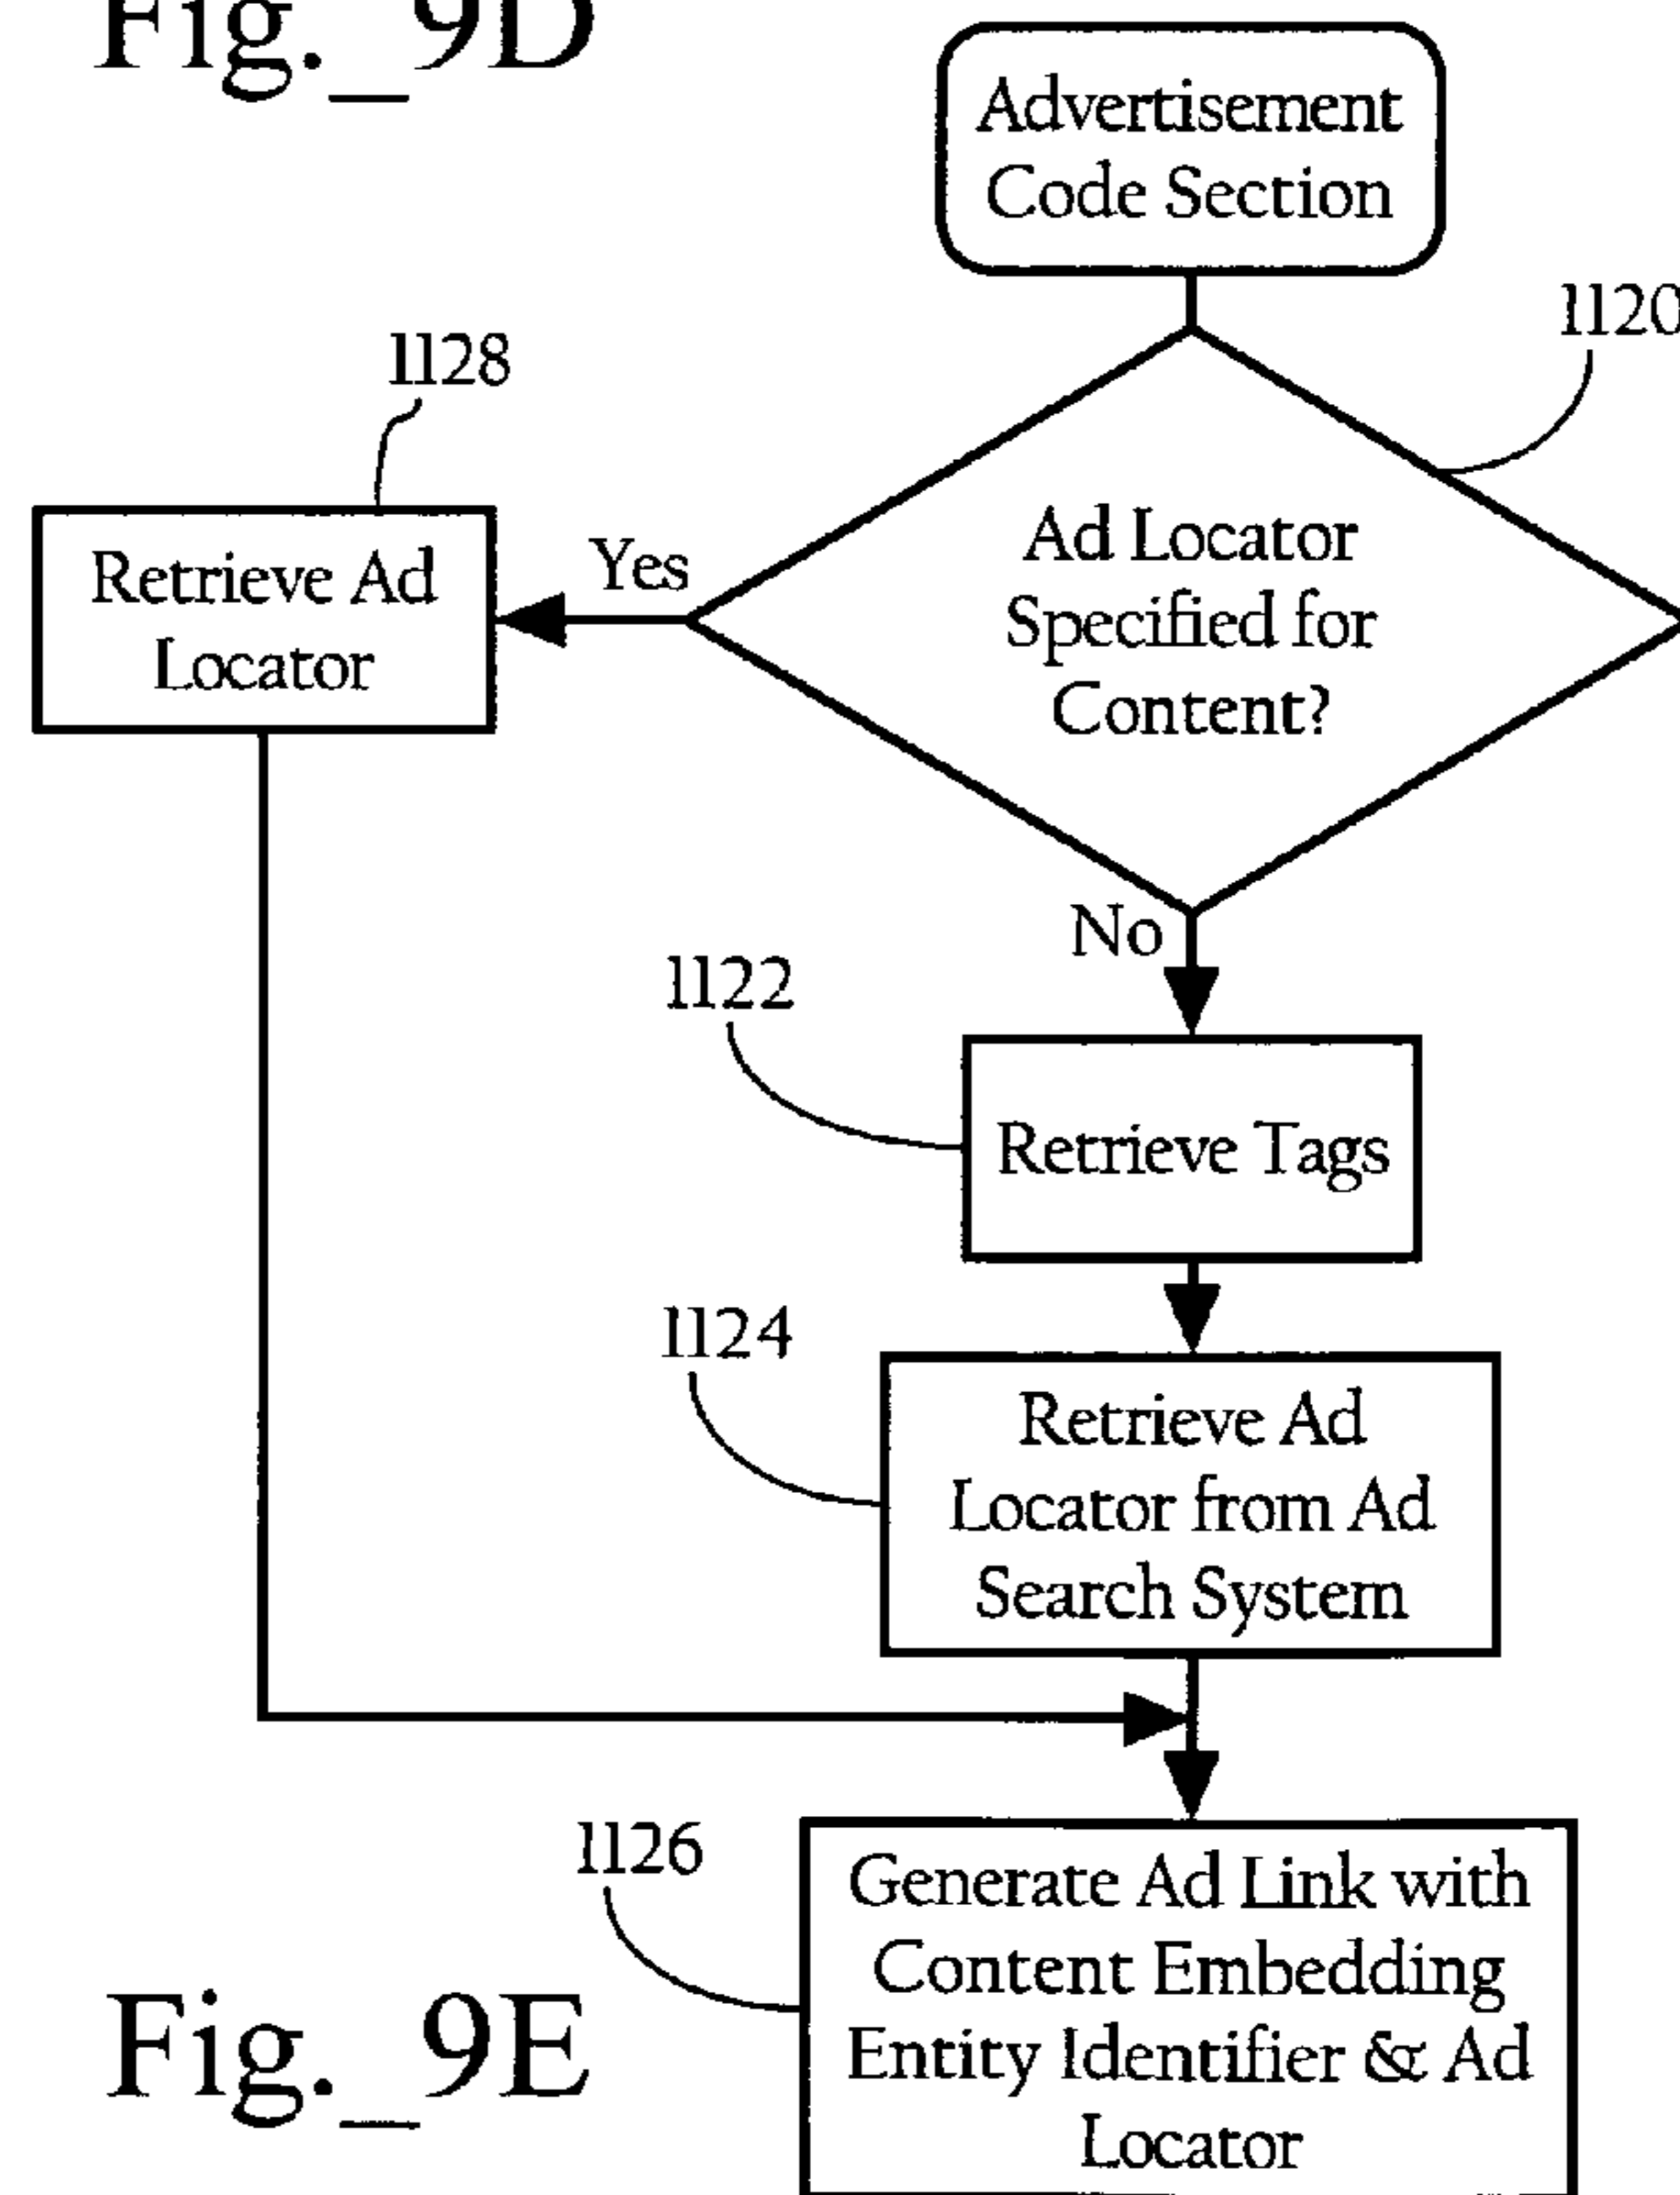 Fig._9D
Advertisement
Code Section
1120
1128
Ad Locator
Specified for
Content?
Yes
Retrieve Ad
Locator
No
1122
Retrieve Tags
1124
Retrieve Ad
Locator from Ad
Search System
1126
Generate Ad Link with
Content Embedding
Entity Identifier & Ad
Locator
Fig._9E